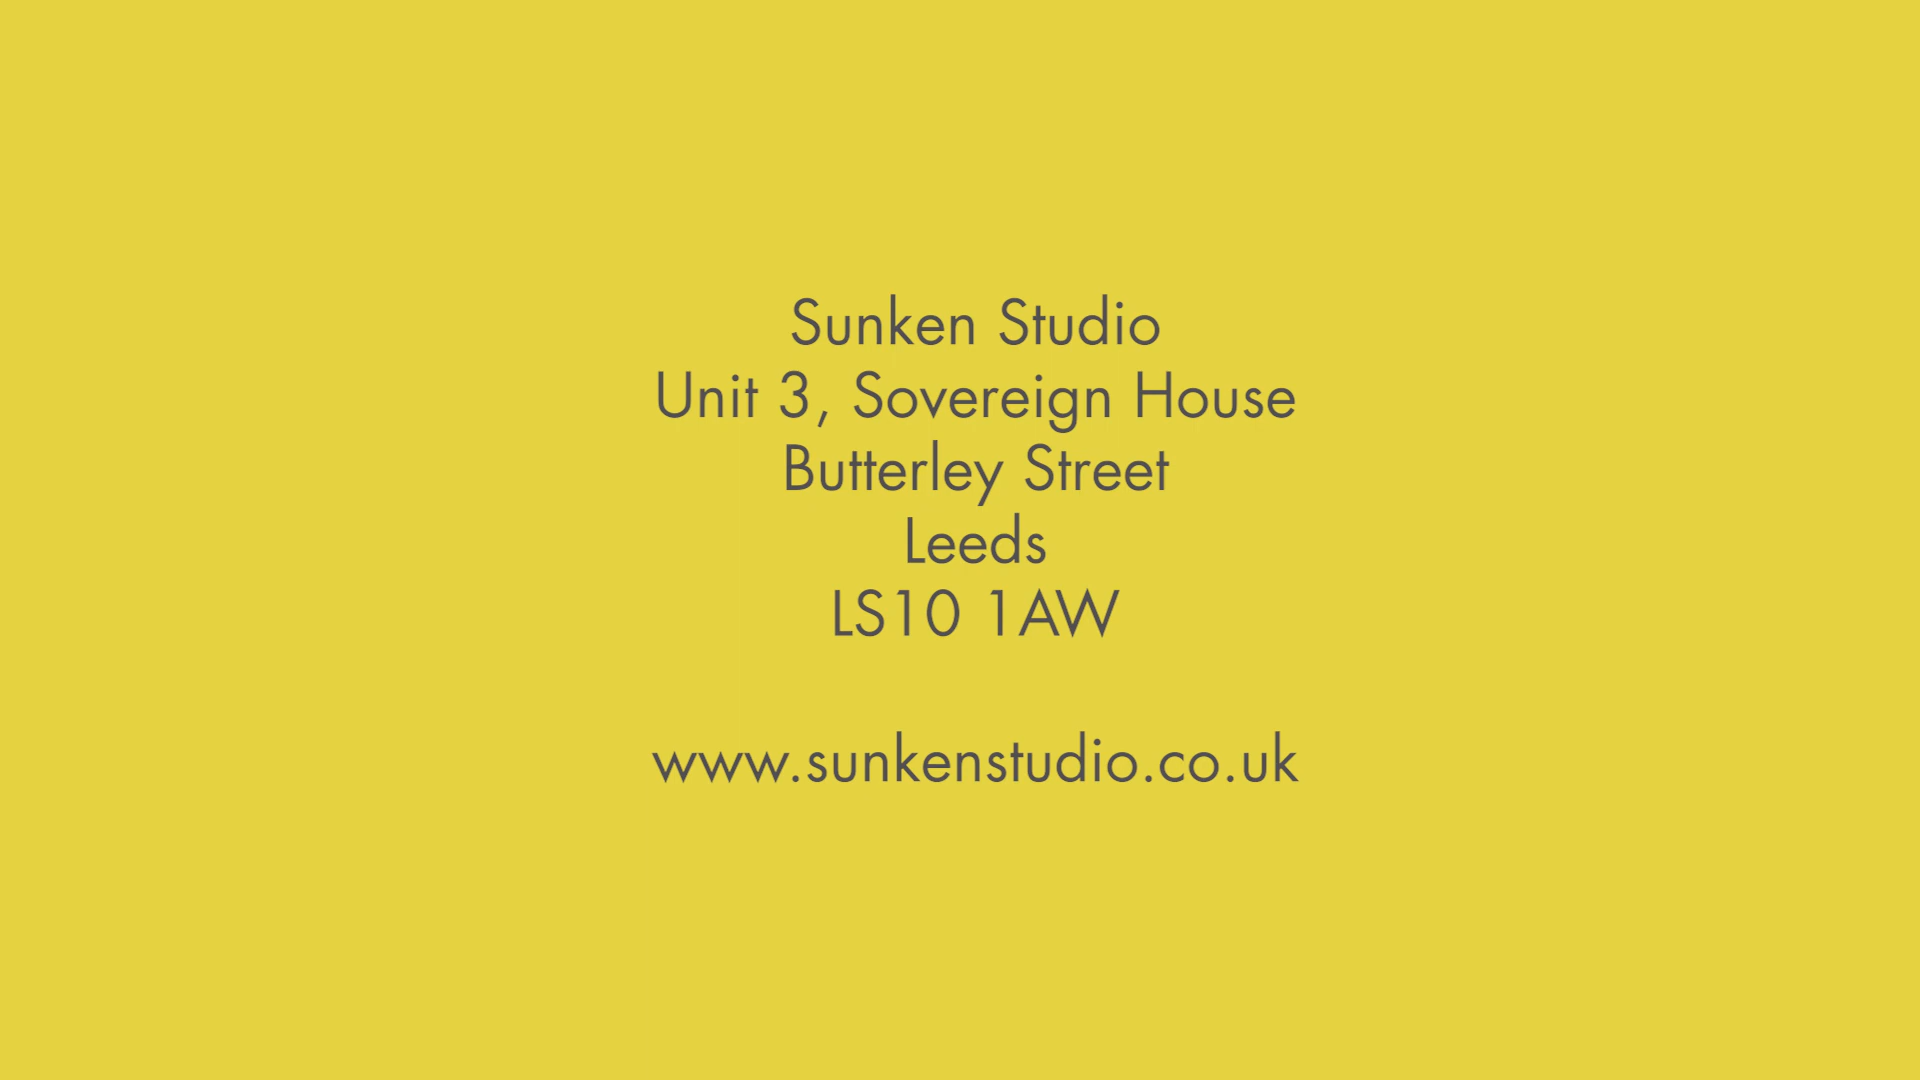 Sunken Studio
Unit 3, Sovereign House
Butterley Street
Leeds
LS10 1AW
www.sunkenstudio.co.uk